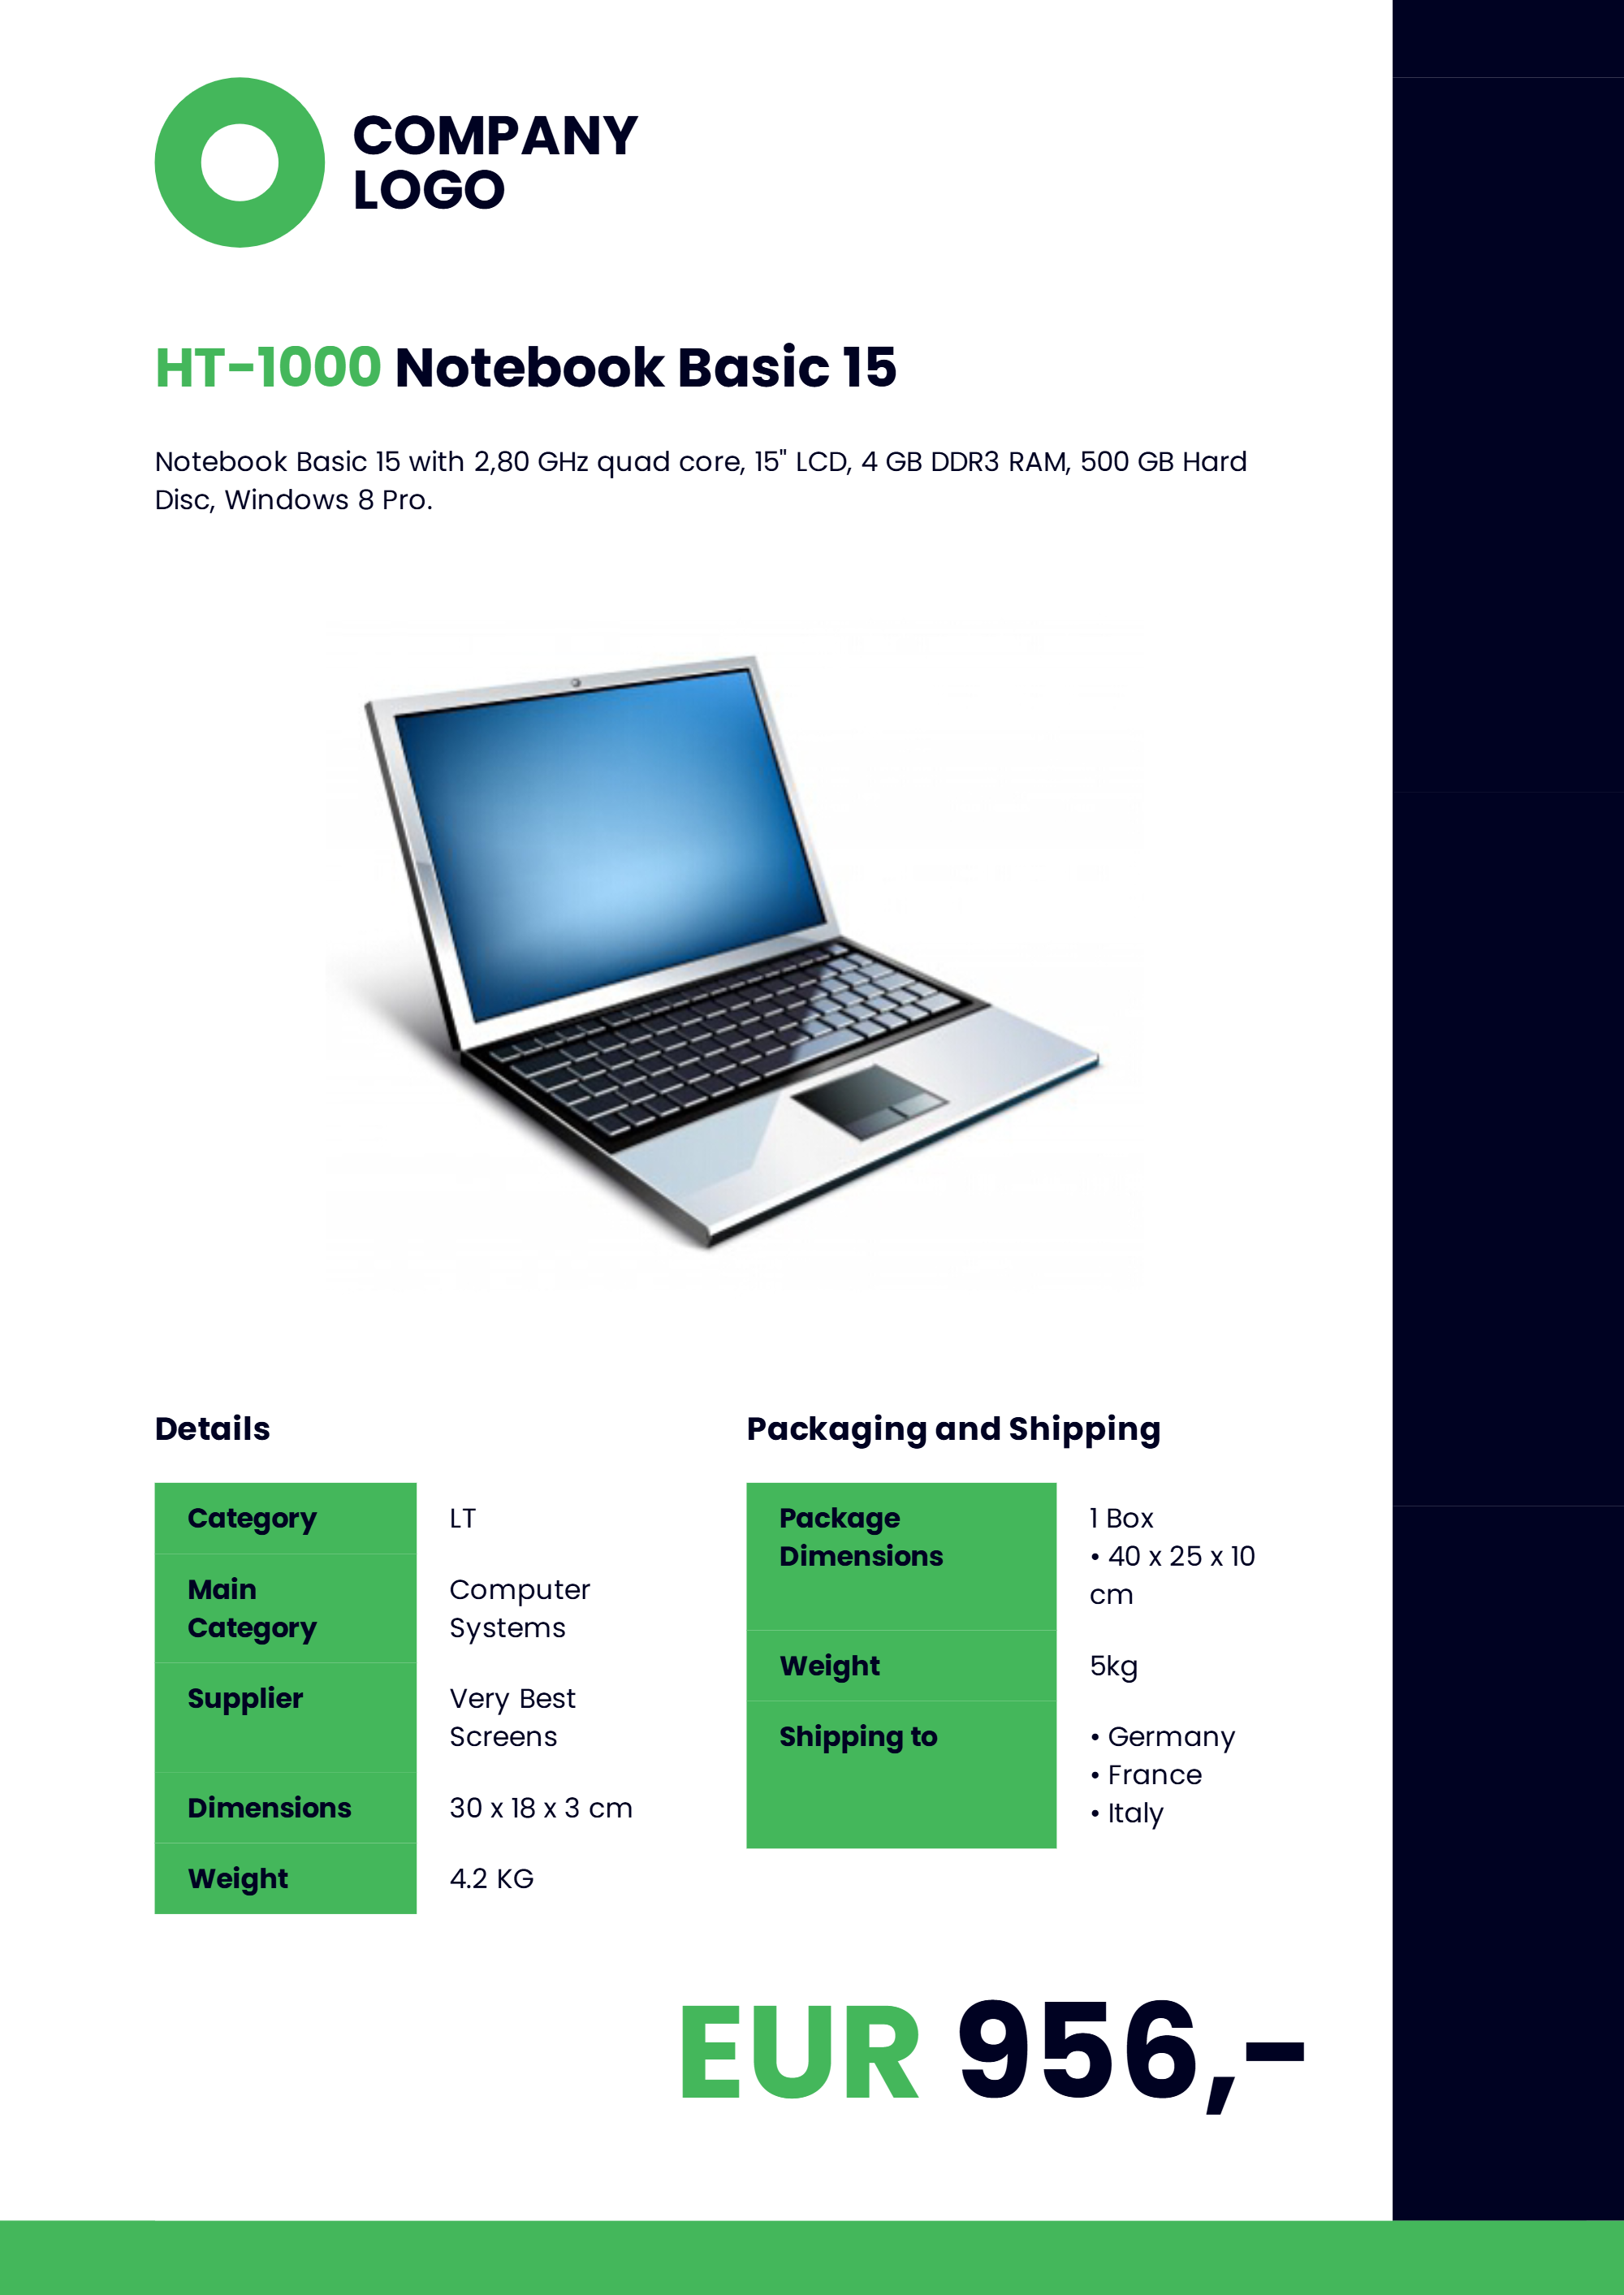 COMPANY
LOGO
HT-1000 Notebook Basic 15
Notebook Basic 15 with 2,80 GHz quad core, 15" LCD, 4 GB DDR3 RAM, 500 GB Hard
Disc, Windows 8 Pro.
Details
Category LT
Main Computer
Category Systems
Supplier Very Best
Screens
Dimensions 30 x 18 x 3 cm
Weight 4.2 KG
Packaging and Shipping
Package 1 Box
Dimensions • 40 x 25 x 10
cm
Weight 5kg
Shipping to • Germany
• France
• Italy
EUR 956,-